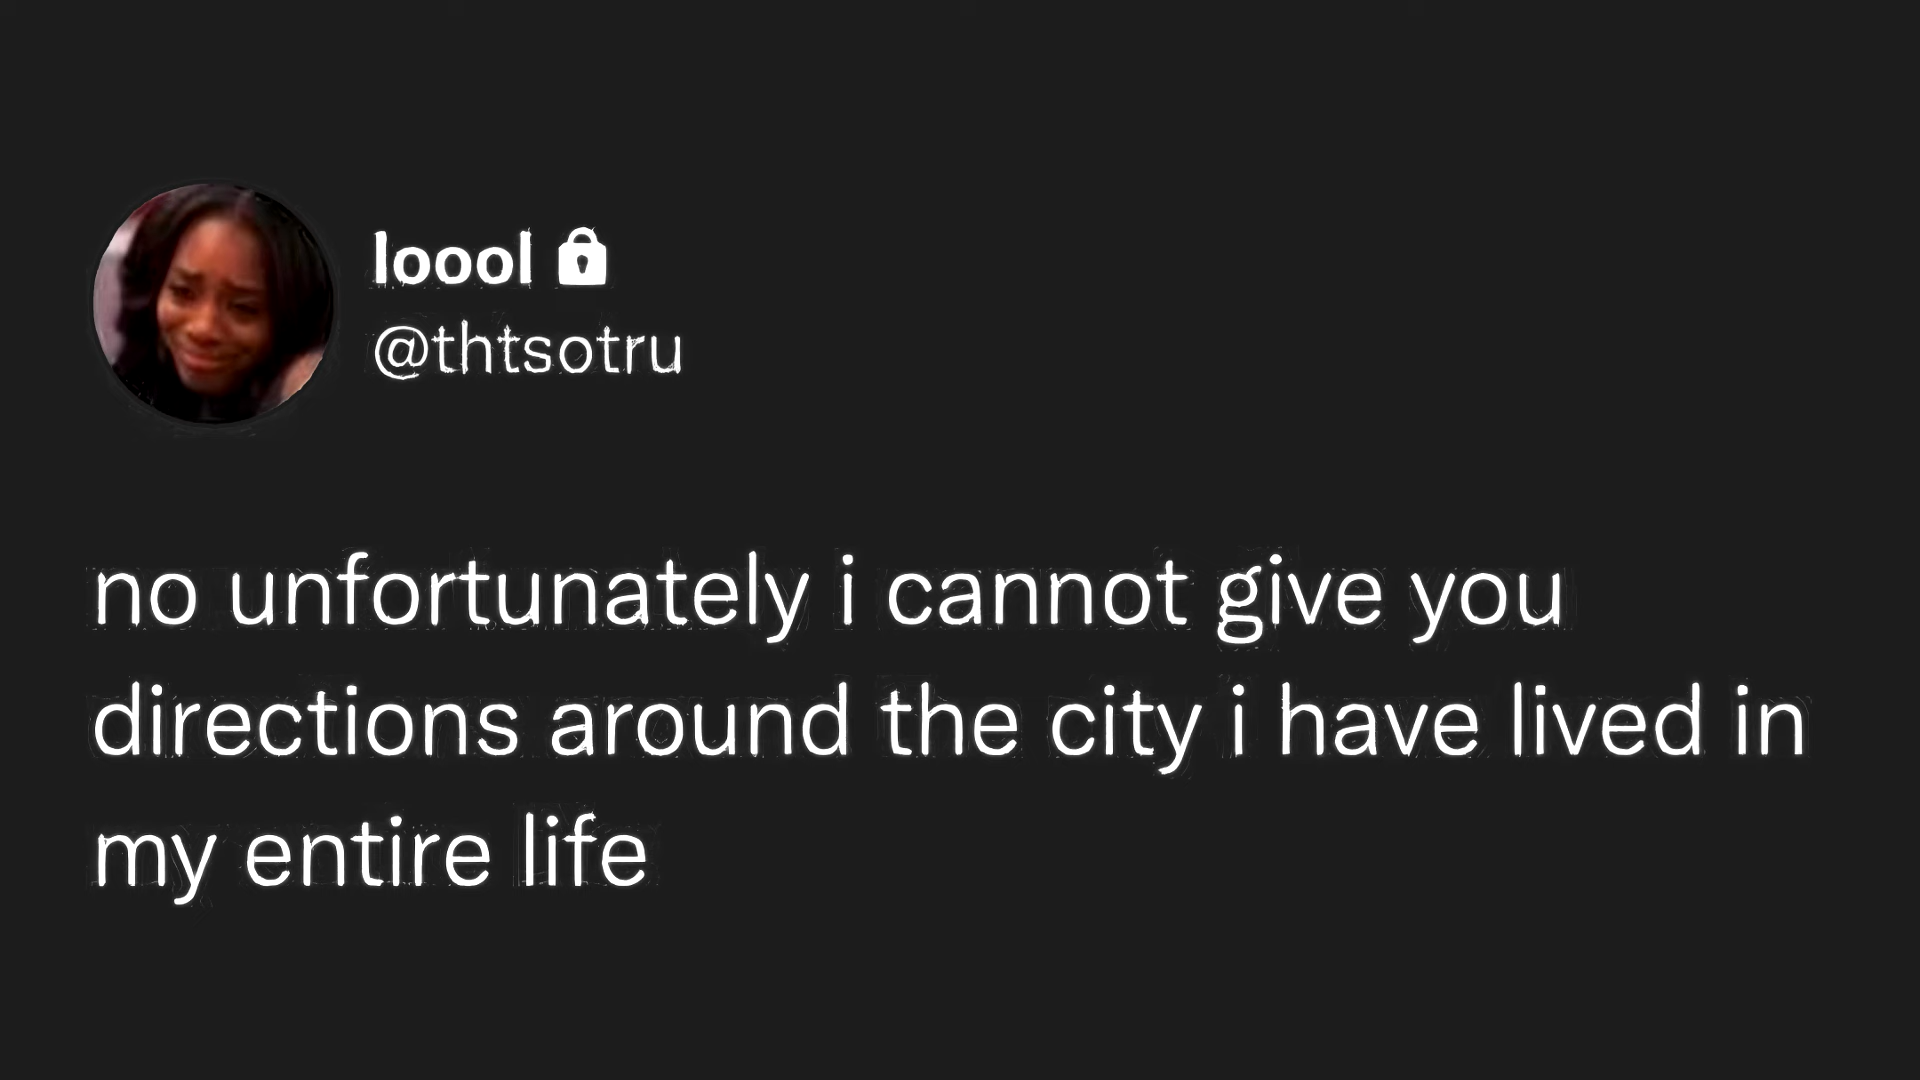 loool
@thtsotru
no unfortunately i cannot give you
directions around the city i have lived in
my entire life